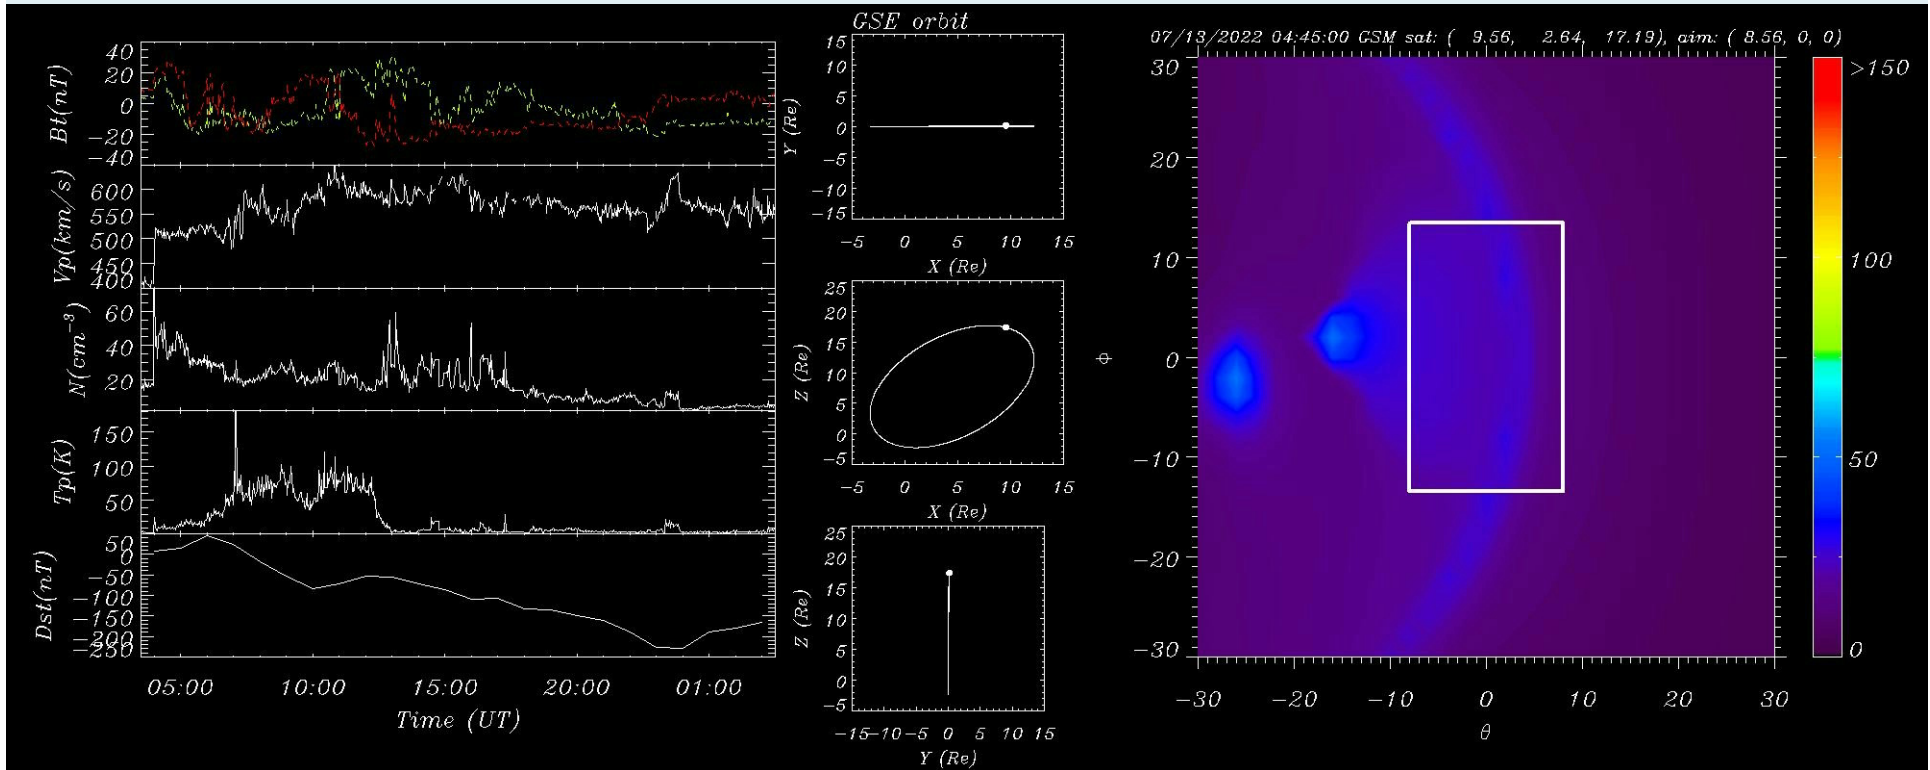 40
20
0
−20
−40
Bt(nT)
600
550
500
450
400
Vp(km/s)
60
40
20
N(cm⁻³)
150
100
50
Tp(K)
50
0
−50
−100
−150
−200
−250
Dst(nT)
05:00 10:00 15:00 20:00 01:00
Time (UT)
GSE orbit
15
10
5
0
−5
−10
−15
Y (Re)
−5 0 5 10 15
X (Re)
25
20
15
10
5
0
−5
Z (Re)
−5 0 5 10 15
X (Re)
25
20
15
10
5
0
−5
Z (Re)
−15−10−5 0 5 10 15
Y (Re)
07/13/2022 04:45:00 GSM sat: ( 9.56, 2.64, 17.19), aim: ( 8.56, 0, 0)
30
20
10
0
−10
−20
−30
Φ
−30 −20 −10 0 10 20 30
θ
>150
100
50
0